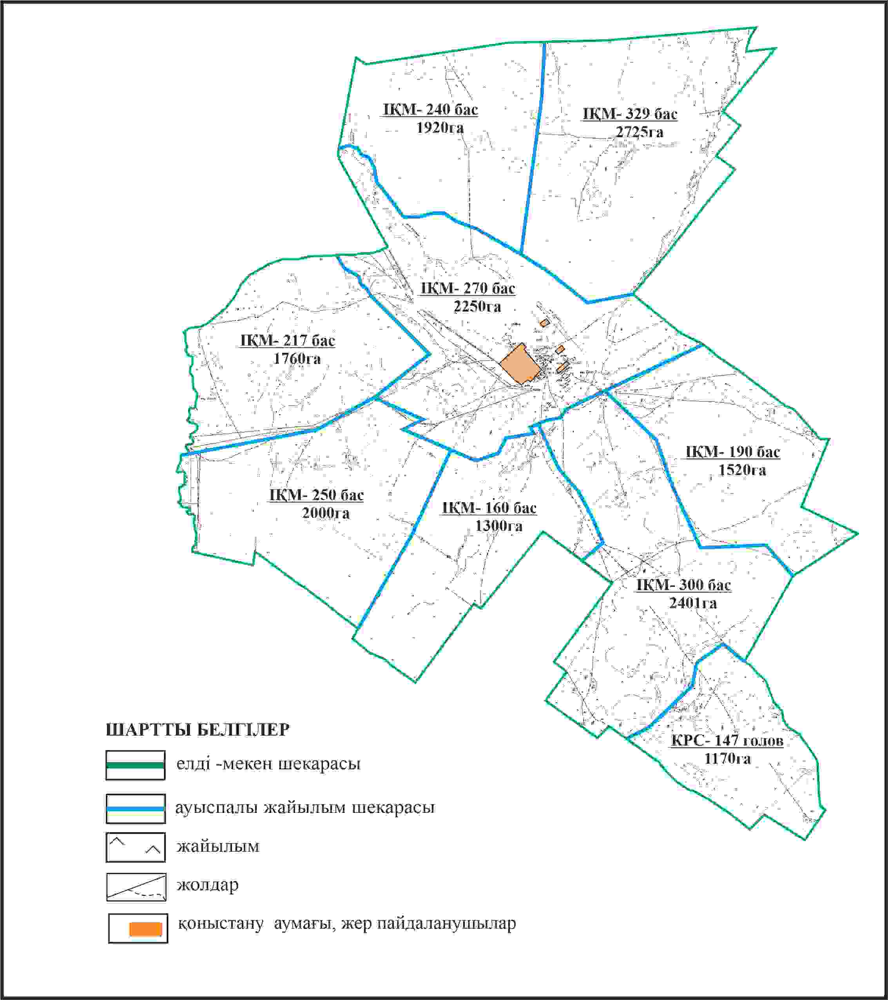 ІҚМ- 240 бас
1920га
ІҚМ- 329 бас
2725га
ІҚМ- 270 бас
2250га
ІҚМ- 217 бас
1760га
ІҚМ- 190 бас
1520га
ІҚМ- 250 бас
2000га
ІҚМ- 160 бас
1300га
ІҚМ- 300 бас
2401га
КРС- 147 голов
1170га
ШАРТТЫ БЕЛГІЛЕР
елді -мекен шекарасы
ауыспалы жайылым шекарасы
жайылым
жолдар
қоныстану аумағы, жер пайдаланушылар